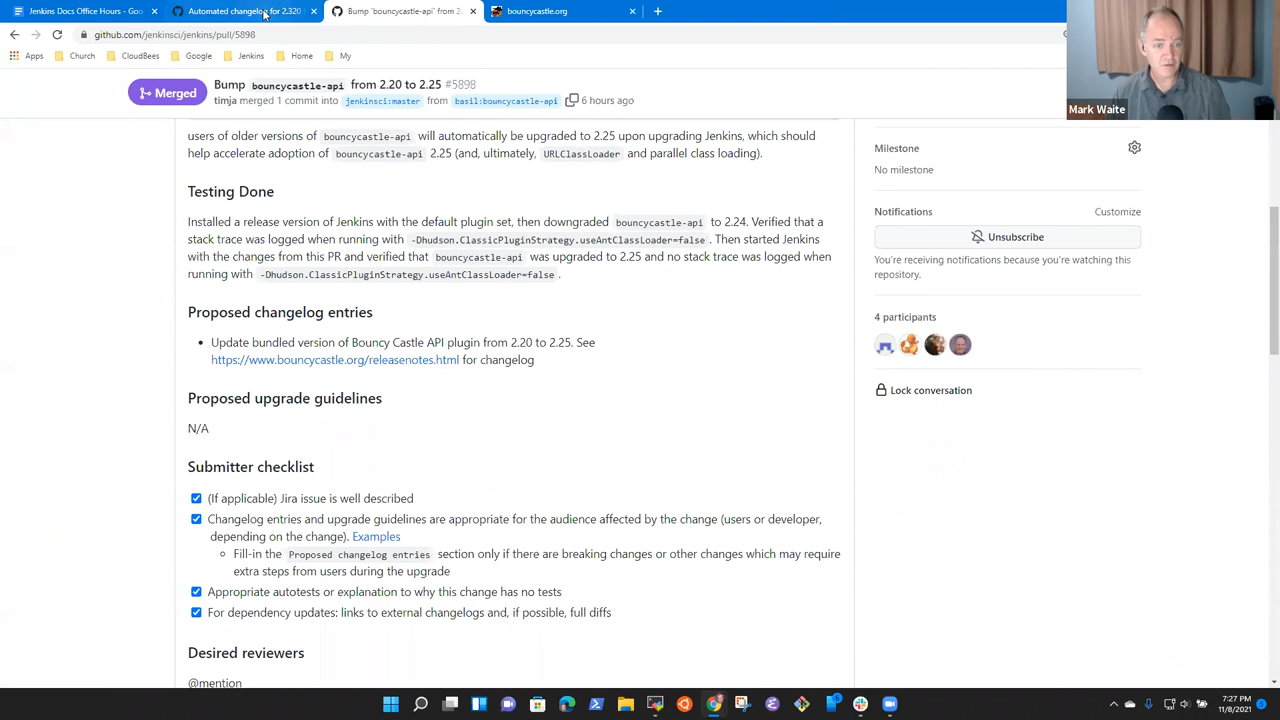 Jenkins Docs Office Hours - Goo
Automated changelog for 2.320
Bump "bouncycastle-api" from 2.
bouncycastle.org
github.com/jenkinsci/jenkins/pull/5898
Apps
Church
CloudBees
Google
Jenkins
Home
My
Mark Waite
Merged
Bump bouncycastle-api from 2.20 to 2.25 #5898
timja merged 1 commit into jenkinsci:master from basil:bouncycastle-api 6 hours ago
users of older versions of bouncycastle-api will automatically be upgraded to 2.25 upon upgrading Jenkins, which should
help accelerate adoption of bouncycastle-api 2.25 (and, ultimately, URLClassLoader and parallel class loading).
Testing Done
Installed a release version of Jenkins with the default plugin set, then downgraded bouncycastle-api to 2.24. Verified that a
stack trace was logged when running with -Dhudson.ClassicPluginStrategy.useAntClassLoader=false. Then started Jenkins
with the changes from this PR and verified that bouncycastle-api was upgraded to 2.25 and no stack trace was logged when
running with -Dhudson.ClassicPluginStrategy.useAntClassLoader=false.
Proposed changelog entries
• Update bundled version of Bouncy Castle API plugin from 2.20 to 2.25. See
https://www.bouncycastle.org/releasenotes.html for changelog
Proposed upgrade guidelines
N/A
Submitter checklist
(If applicable) Jira issue is well described
Changelog entries and upgrade guidelines are appropriate for the audience affected by the change (users or developer,
depending on the change). Examples
Fill-in the Proposed changelog entries section only if there are breaking changes or other changes which may require
extra steps from users during the upgrade
Appropriate autotests or explanation to why this change has no tests
For dependency updates: links to external changelogs and, if possible, full diffs
Desired reviewers
@mention
Milestone
No milestone
Notifications
Customize
Unsubscribe
You're receiving notifications because you're watching this
repository.
4 participants
Lock conversation
7:27 PM
11/8/2021